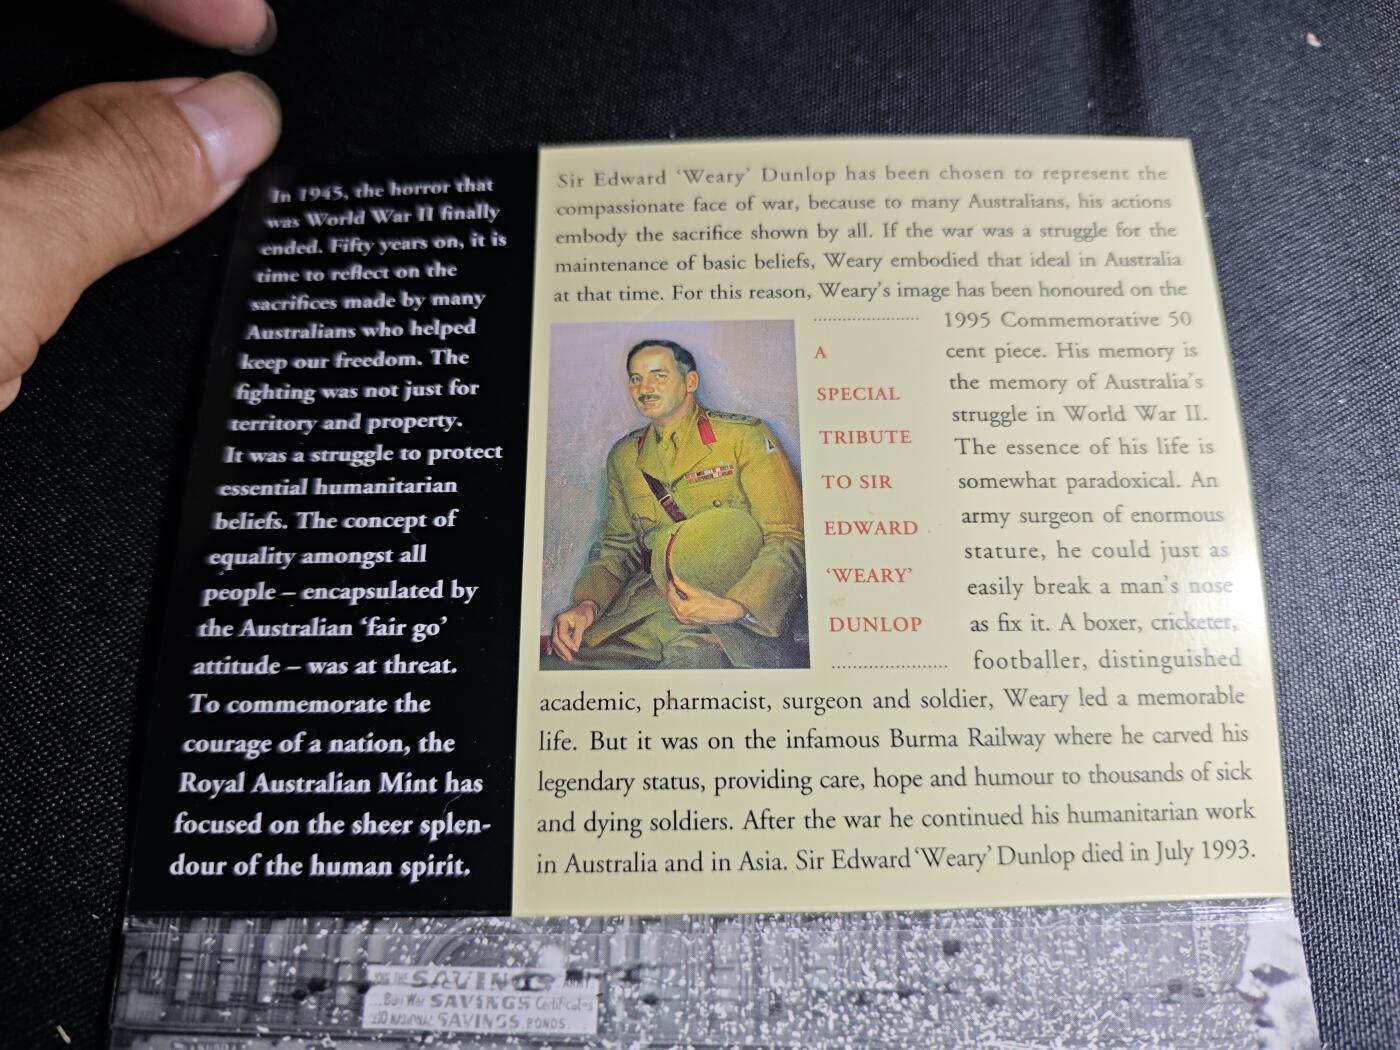 In 1945, the horror that
was World War II finally
ended. Fifty years on, it is
time to reflect on the
sacrifices made by many
Australians who helped
keep our freedom. The
fighting was not just for
territory and property.
It was a struggle to protect
essential humanitarian
beliefs. The concept of
equality amongst all
people – encapsulated by
the Australian ‘fair go’
attitude – was at threat.
To commemorate the
courage of a nation, the
Royal Australian Mint has
focused on the sheer splen-
dour of the human spirit.
Sir Edward ‘Weary’ Dunlop has been chosen to represent the
compassionate face of war, because to many Australians, his actions
embody the sacrifice shown by all. If the war was a struggle for the
maintenance of basic beliefs, Weary embodied that ideal in Australia
at that time. For this reason, Weary’s image has been honoured on the
1995 Commemorative 50
cent piece. His memory is
the memory of Australia’s
struggle in World War II.
The essence of his life is
somewhat paradoxical. An
army surgeon of enormous
stature, he could just as
easily break a man’s nose
as fix it. A boxer, cricketer,
footballer, distinguished
academic, pharmacist, surgeon and soldier, Weary led a memorable
life. But it was on the infamous Burma Railway where he carved his
legendary status, providing care, hope and humour to thousands of sick
and dying soldiers. After the war he continued his humanitarian work
in Australia and in Asia. Sir Edward ‘Weary’ Dunlop died in July 1993.
A
SPECIAL
TRIBUTE
TO SIR
EDWARD
‘WEARY’
DUNLOP
JOIN THE SAVINGS ARMY
...Buy War SAVINGS Certificates
£10 NATIONAL SAVINGS BONDS.